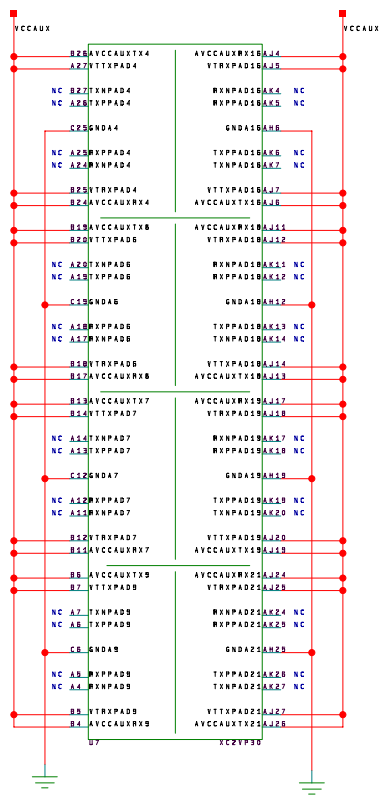 VCCAUX VCCAUX
B26 AVCCAUXTX4 AVCCAUXRX16 AJ4
A27 VTTXPAD4 VTRXPAD16 AJ5
NC B27 TXNPAD4 RXNPAD16 AK4 NC
NC A26 TXPPAD4 RXPPAD16 AK5 NC
C25 GNDA4 GNDA16 AH6
NC A25 RXPPAD4 TXPPAD16 AK6 NC
NC A24 RXNPAD4 TXNPAD16 AK7 NC
B25 VTRXPAD4 VTTXPAD16 AJ7
B24 AVCCAUXRX4 AVCCAUXTX16 AJ6
B19 AVCCAUXTX6 AVCCAUXRX18 AJ11
B20 VTTXPAD6 VTRXPAD18 AJ12
NC A20 TXNPAD6 RXNPAD18 AK11 NC
NC A19 TXPPAD6 RXPPAD18 AK12 NC
C19 GNDA6 GNDA18 AH12
NC A18 RXPPAD6 TXPPAD18 AK13 NC
NC A17 RXNPAD6 TXNPAD18 AK14 NC
B18 VTRXPAD6 VTTXPAD18 AJ14
B17 AVCCAUXRX6 AVCCAUXTX18 AJ13
B13 AVCCAUXTX7 AVCCAUXRX19 AJ17
B14 VTTXPAD7 VTRXPAD19 AJ18
NC A14 TXNPAD7 RXNPAD19 AK17 NC
NC A13 TXPPAD7 RXPPAD19 AK18 NC
C12 GNDA7 GNDA19 AH19
NC A12 RXPPAD7 TXPPAD19 AK19 NC
NC A11 RXNPAD7 TXNPAD19 AK20 NC
B12 VTRXPAD7 VTTXPAD19 AJ20
B11 AVCCAUXRX7 AVCCAUXTX19 AJ19
B6 AVCCAUXTX9 AVCCAUXRX21 AJ24
B7 VTTXPAD9 VTRXPAD21 AJ25
NC A7 TXNPAD9 RXNPAD21 AK24 NC
NC A6 TXPPAD9 RXPPAD21 AK25 NC
C6 GNDA9 GNDA21 AH25
NC A5 RXPPAD9 TXPPAD21 AK26 NC
NC A4 RXNPAD9 TXNPAD21 AK27 NC
B5 VTRXPAD9 VTTXPAD21 AJ27
B4 AVCCAUXRX9 AVCCAUXTX21 AJ26
U7 XC2VP30